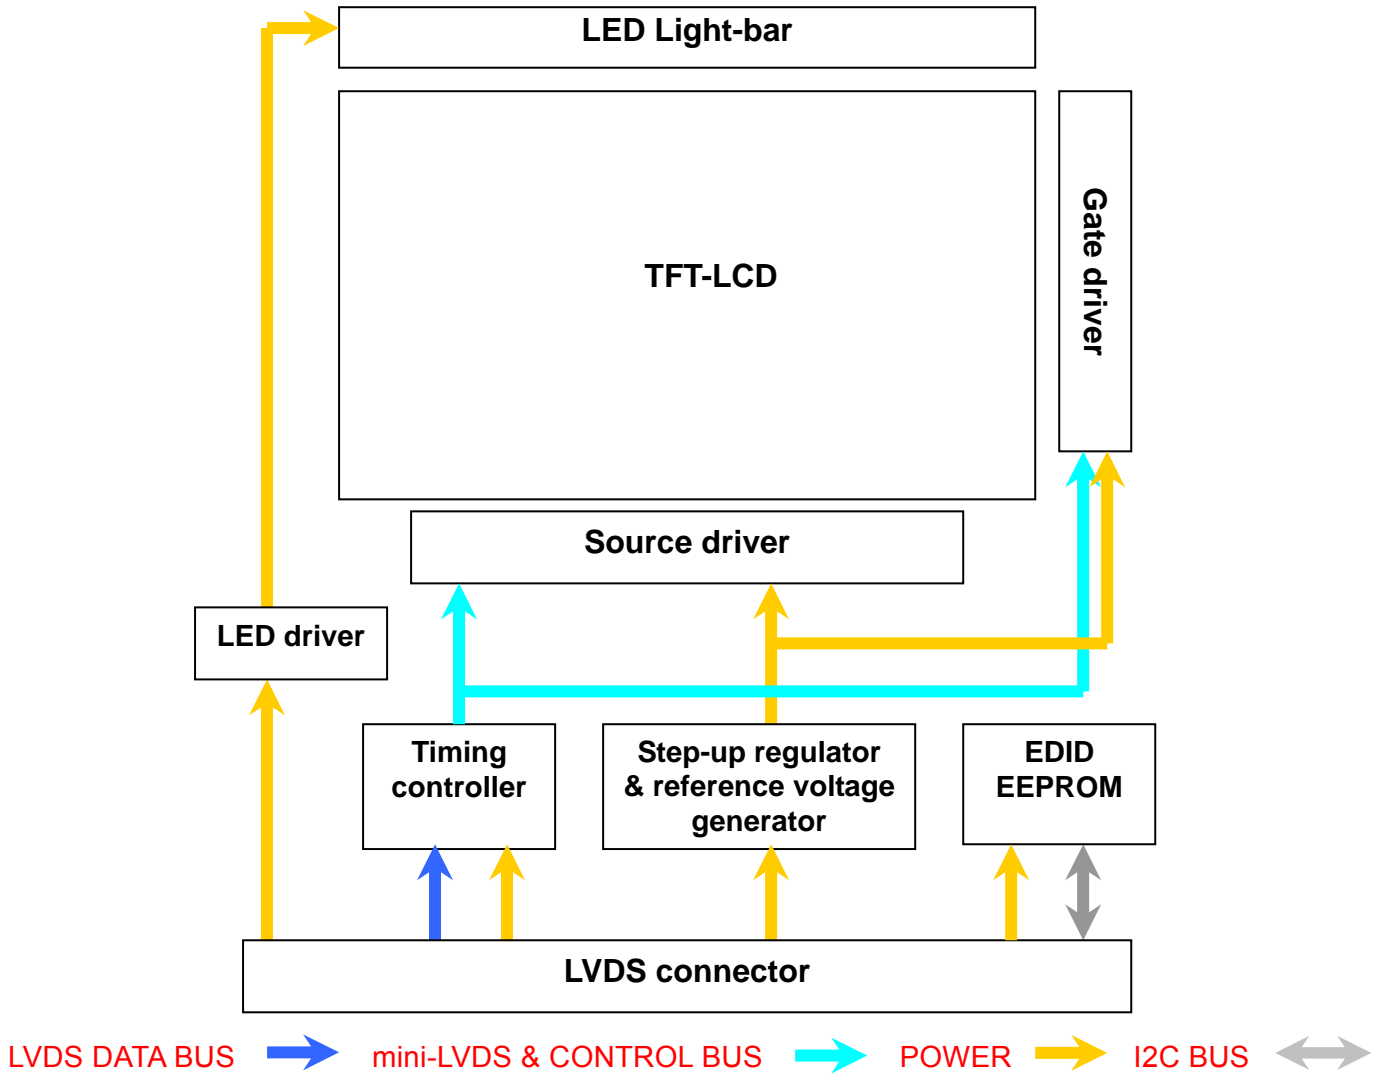 LED Light-bar
TFT-LCD
Gate driver
Source driver
LED driver
Timing
controller
Step-up regulator
& reference voltage
generator
EDID
EEPROM
LVDS connector
LVDS DATA BUS
mini-LVDS & CONTROL BUS
POWER
I2C BUS